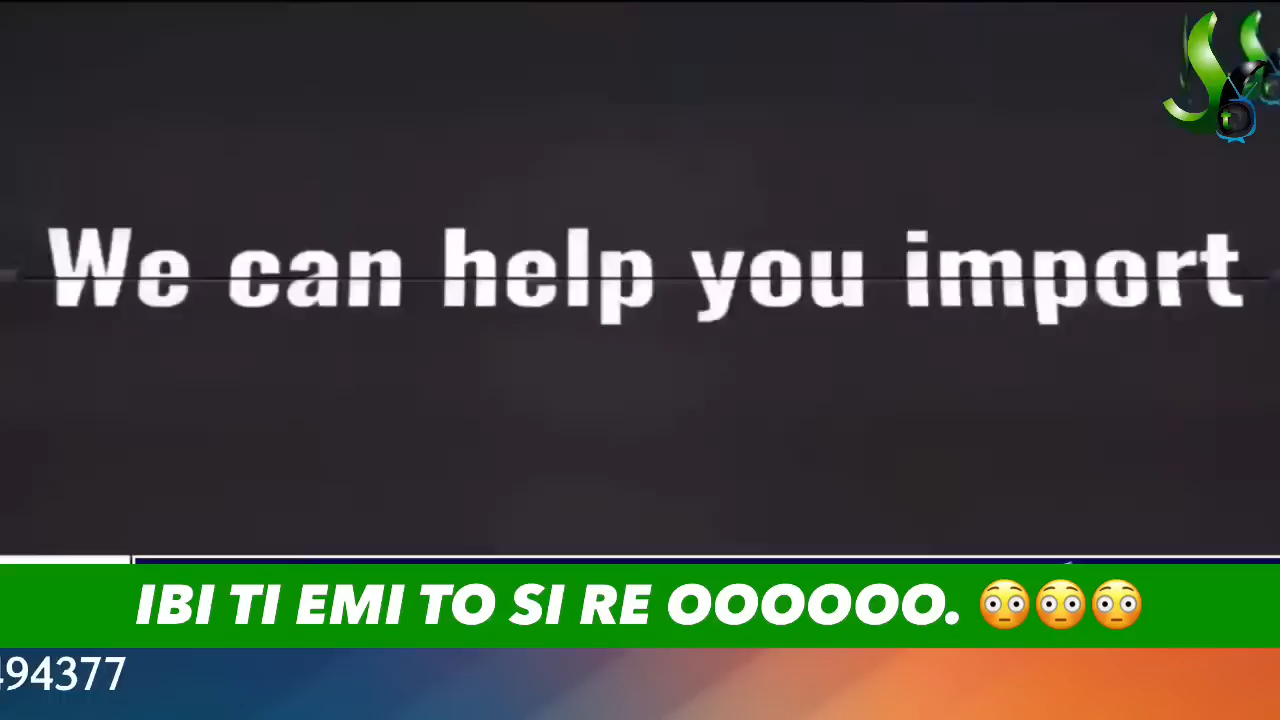 We can help you import
IBI TI EMI TO SI RE OOOOOO. 😳😳😳
494377